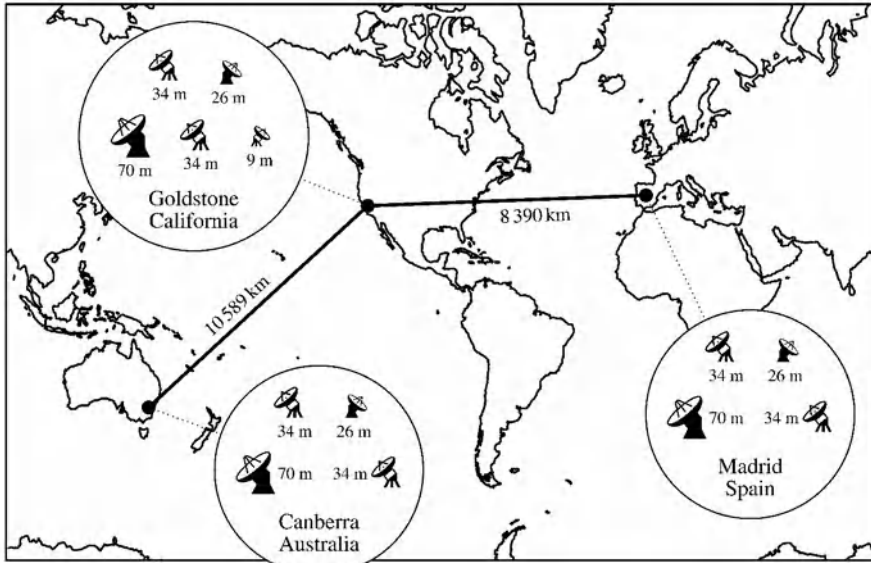 34 m 26 m
70 m 34 m 9 m
Goldstone
California
8 390 km
10 589 km
34 m 26 m
70 m 34 m
Madrid
Spain
34 m 26 m
70 m 34 m
Canberra
Australia